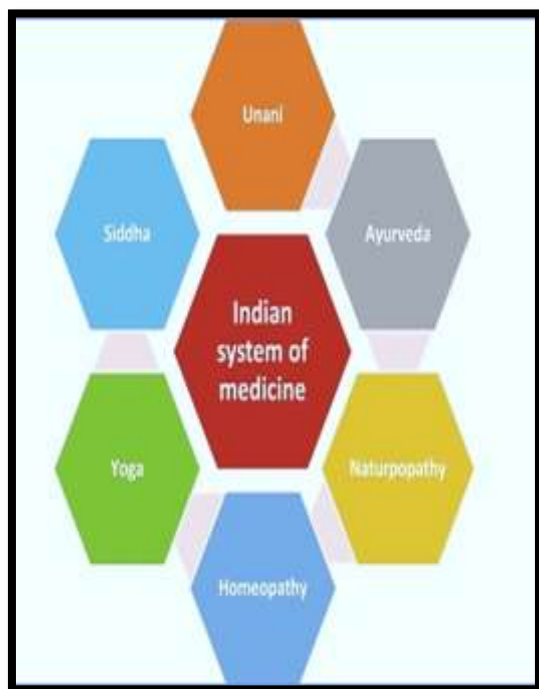 Unani
Siddha
Ayurveda
Indian
system of
medicine
Yoga
Naturpopathy
Homeopathy